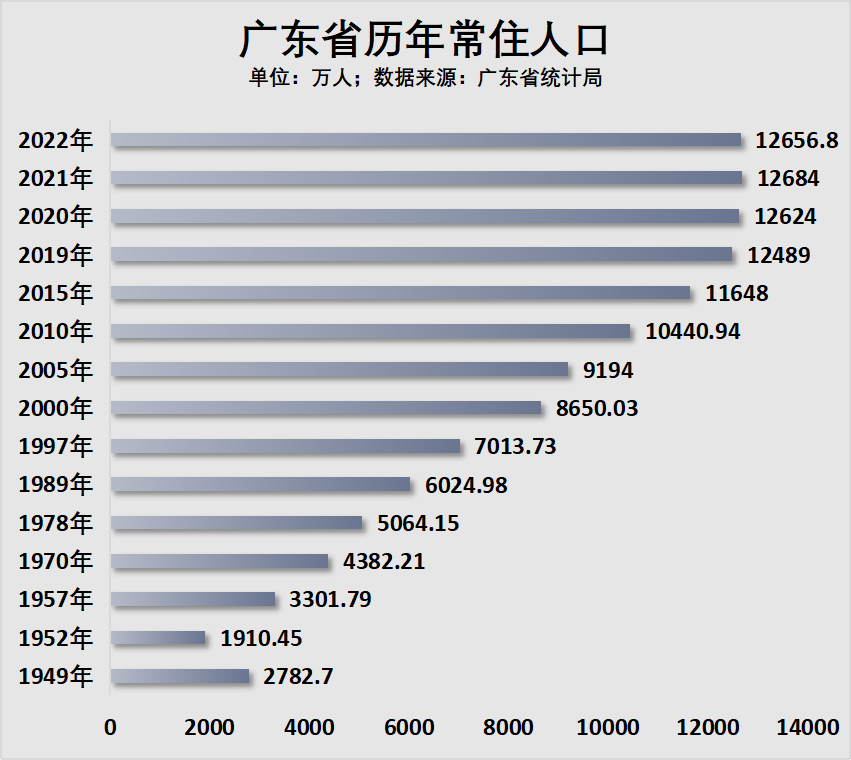 广东省历年常住人口
单位：万人；数据来源：广东省统计局
2022年 12656.8
2021年 12684
2020年 12624
2019年 12489
2015年 11648
2010年 10440.94
2005年 9194
2000年 8650.03
1997年 7013.73
1989年 6024.98
1978年 5064.15
1970年 4382.21
1957年 3301.79
1952年 1910.45
1949年 2782.7
0 2000 4000 6000 8000 10000 12000 14000